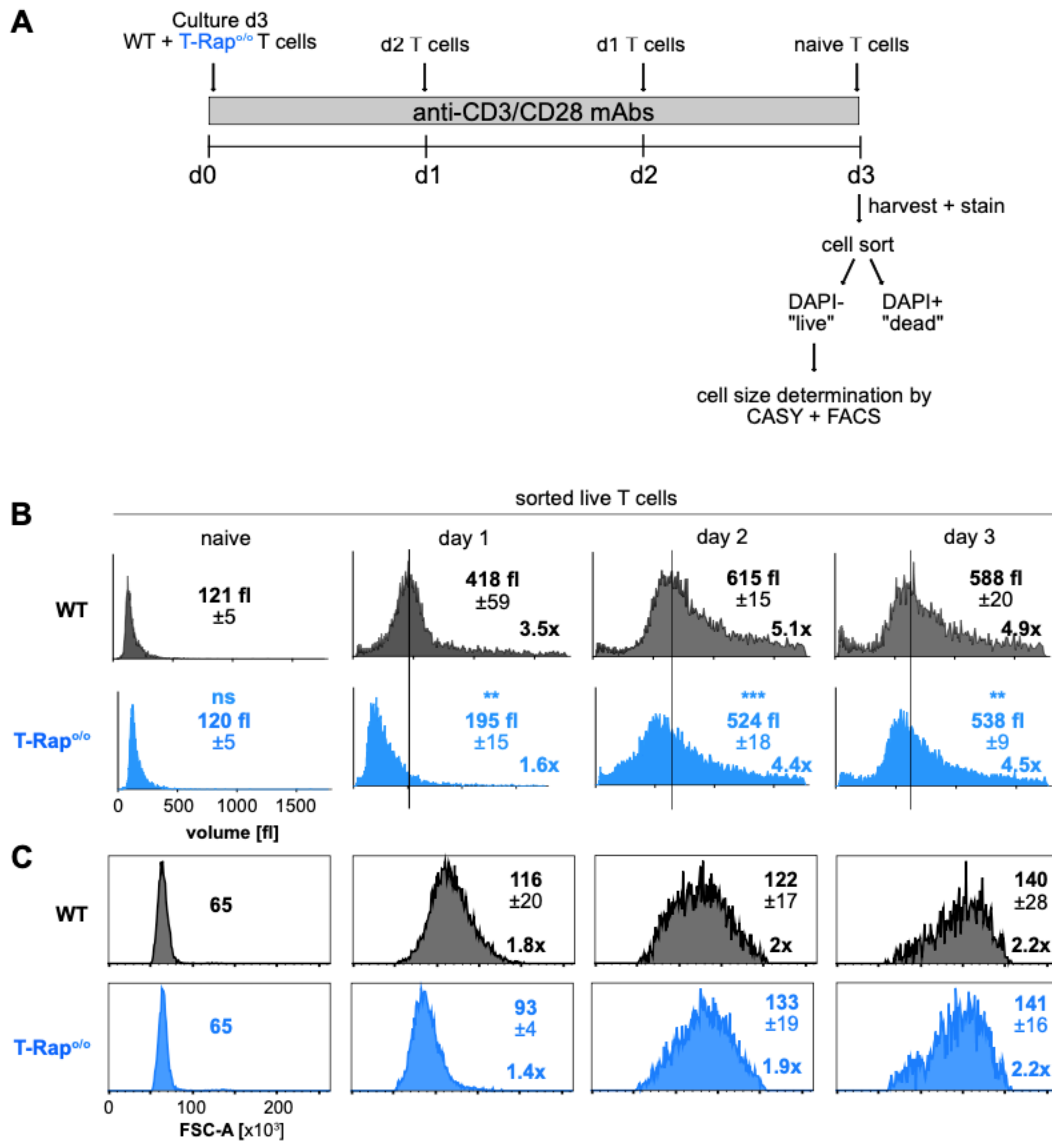 A
Culture d3
WT + T-Rap^o/o T cells
d2 T cells
d1 T cells
naive T cells
anti-CD3/CD28 mAbs
d0
d1
d2
d3
harvest + stain
cell sort
DAPI-
"live"
DAPI+
"dead"
cell size determination by
CASY + FACS
B
sorted live T cells
naive
day 1
day 2
day 3
WT
121 fl
±5
418 fl
±59
3.5x
615 fl
±15
5.1x
588 fl
±20
4.9x
T-Rap^o/o
ns
120 fl
±5
**
195 fl
±15
1.6x
***
524 fl
±18
4.4x
**
538 fl
±9
4.5x
0 500 1000 1500
volume [fl]
C
WT
65
116
±20
1.8x
122
±17
2x
140
±28
2.2x
T-Rap^o/o
65
93
±4
1.4x
133
±19
1.9x
141
±16
2.2x
0 100 200
FSC-A [x10³]